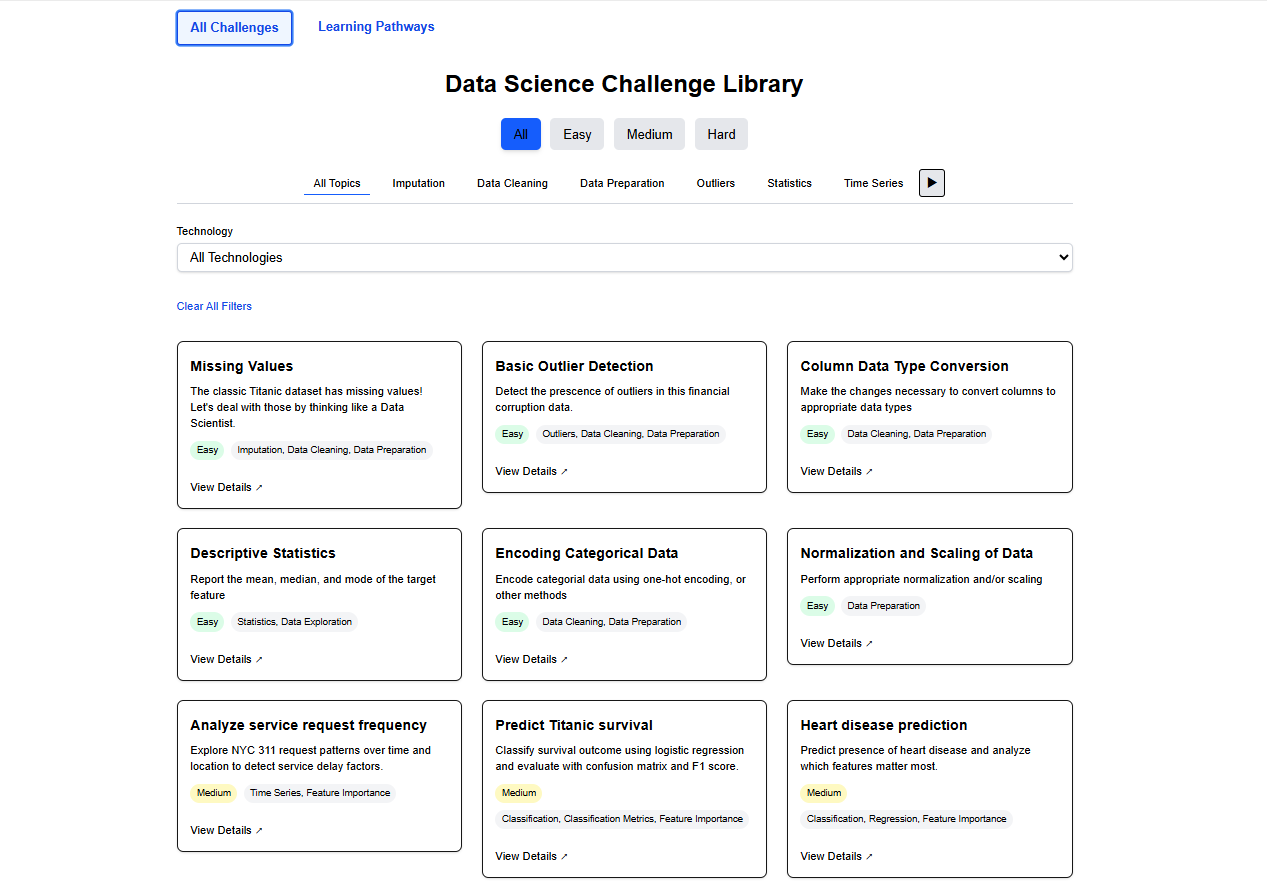 All Challenges
Learning Pathways
Data Science Challenge Library
All
Easy
Medium
Hard
All Topics
Imputation
Data Cleaning
Data Preparation
Outliers
Statistics
Time Series
Technology
All Technologies
Clear All Filters
Missing Values
The classic Titanic dataset has missing values!
Let's deal with those by thinking like a Data
Scientist.
Easy
Imputation, Data Cleaning, Data Preparation
View Details ↗
Basic Outlier Detection
Detect the prescence of outliers in this financial
corruption data.
Easy
Outliers, Data Cleaning, Data Preparation
View Details ↗
Column Data Type Conversion
Make the changes necessary to convert columns to
appropriate data types
Easy
Data Cleaning, Data Preparation
View Details ↗
Descriptive Statistics
Report the mean, median, and mode of the target
feature
Easy
Statistics, Data Exploration
View Details ↗
Encoding Categorical Data
Encode categorial data using one-hot encoding, or
other methods
Easy
Data Cleaning, Data Preparation
View Details ↗
Normalization and Scaling of Data
Perform appropriate normalization and/or scaling
Easy
Data Preparation
View Details ↗
Analyze service request frequency
Explore NYC 311 request patterns over time and
location to detect service delay factors.
Medium
Time Series, Feature Importance
View Details ↗
Predict Titanic survival
Classify survival outcome using logistic regression
and evaluate with confusion matrix and F1 score.
Medium
Classification, Classification Metrics, Feature Importance
View Details ↗
Heart disease prediction
Predict presence of heart disease and analyze
which features matter most.
Medium
Classification, Regression, Feature Importance
View Details ↗